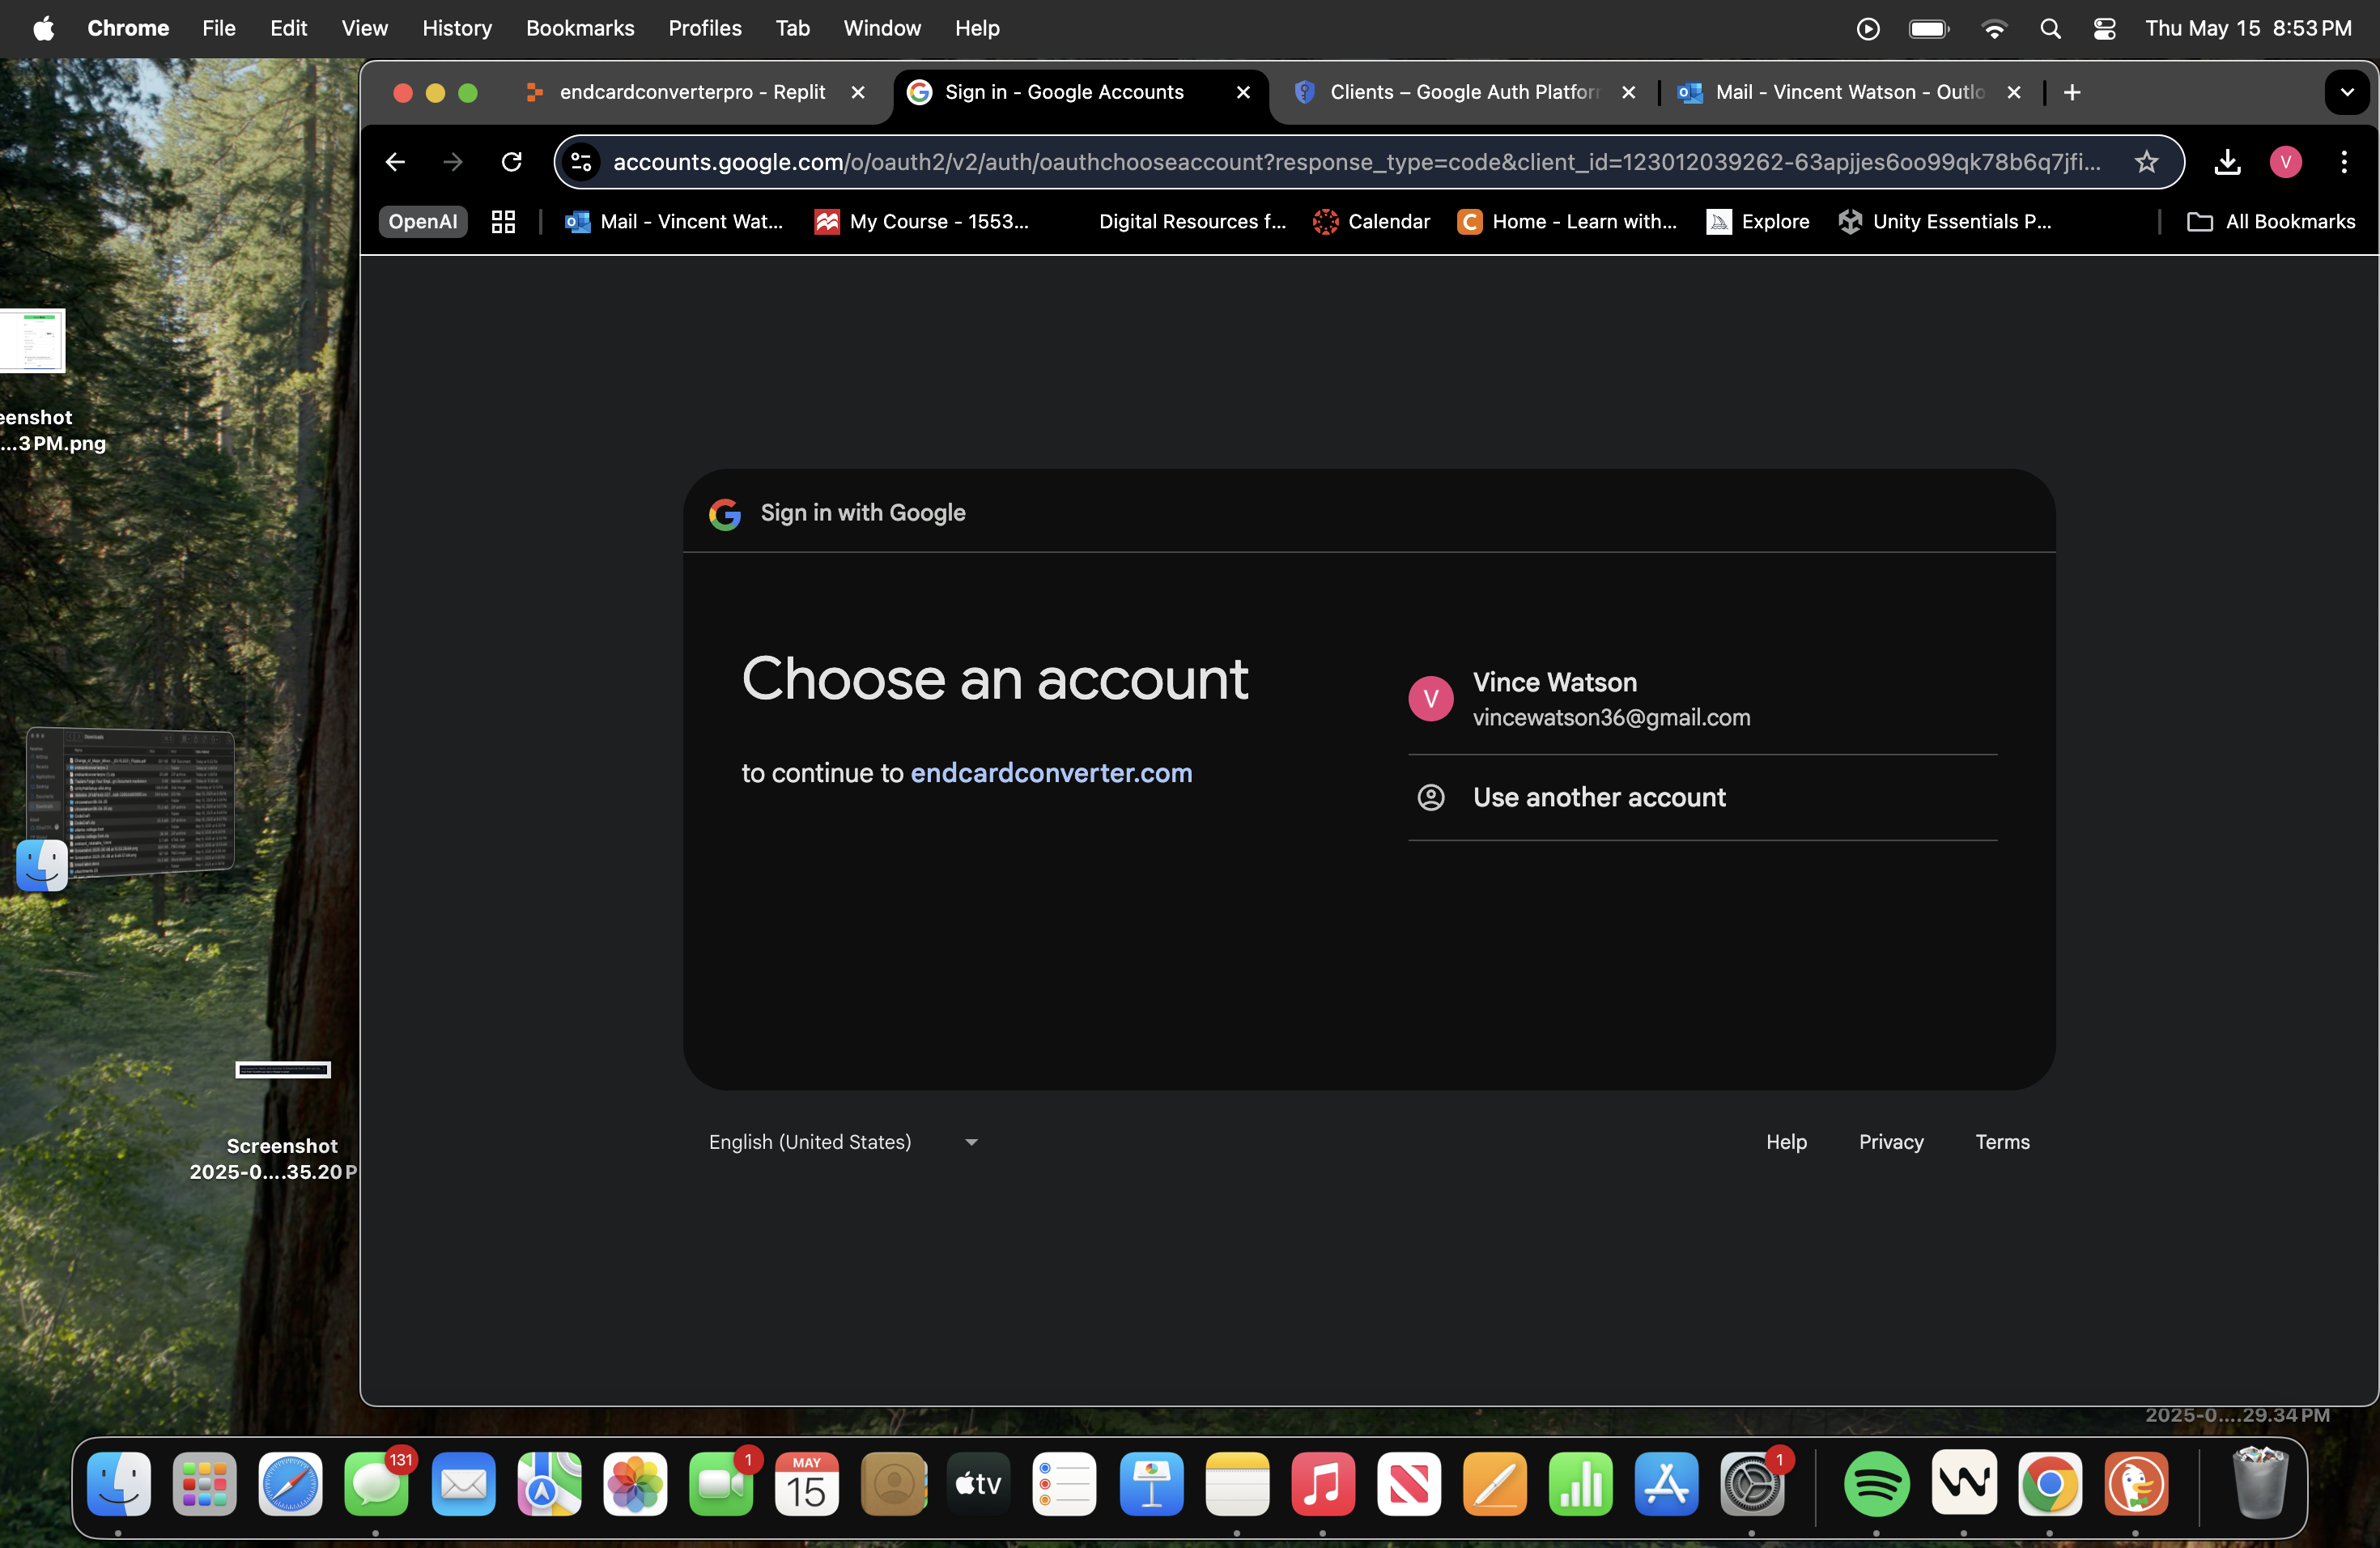 Chrome File Edit View History Bookmarks Profiles Tab Window Help Thu May 15 8:53 PM
endcardconverterpro - Replit Sign in - Google Accounts Clients – Google Auth Platform Mail - Vincent Watson - Outlo
accounts.google.com/o/oauth2/v2/auth/oauthchooseaccount?response_type=code&client_id=123012039262-63apjjes6oo99qk78b6q7jfi... V
OpenAI Mail - Vincent Wat... My Course - 1553... Digital Resources f... Calendar Home - Learn with... Explore Unity Essentials P... All Bookmarks
eenshot
...3 PM.png
Sign in with Google
Choose an account
to continue to endcardconverter.com
V Vince Watson
vincewatson36@gmail.com
Use another account
English (United States) Help Privacy Terms
Screenshot
2025-0....35.20 P
2025-0....29.34 PM
131 1 MAY 15 tv 1